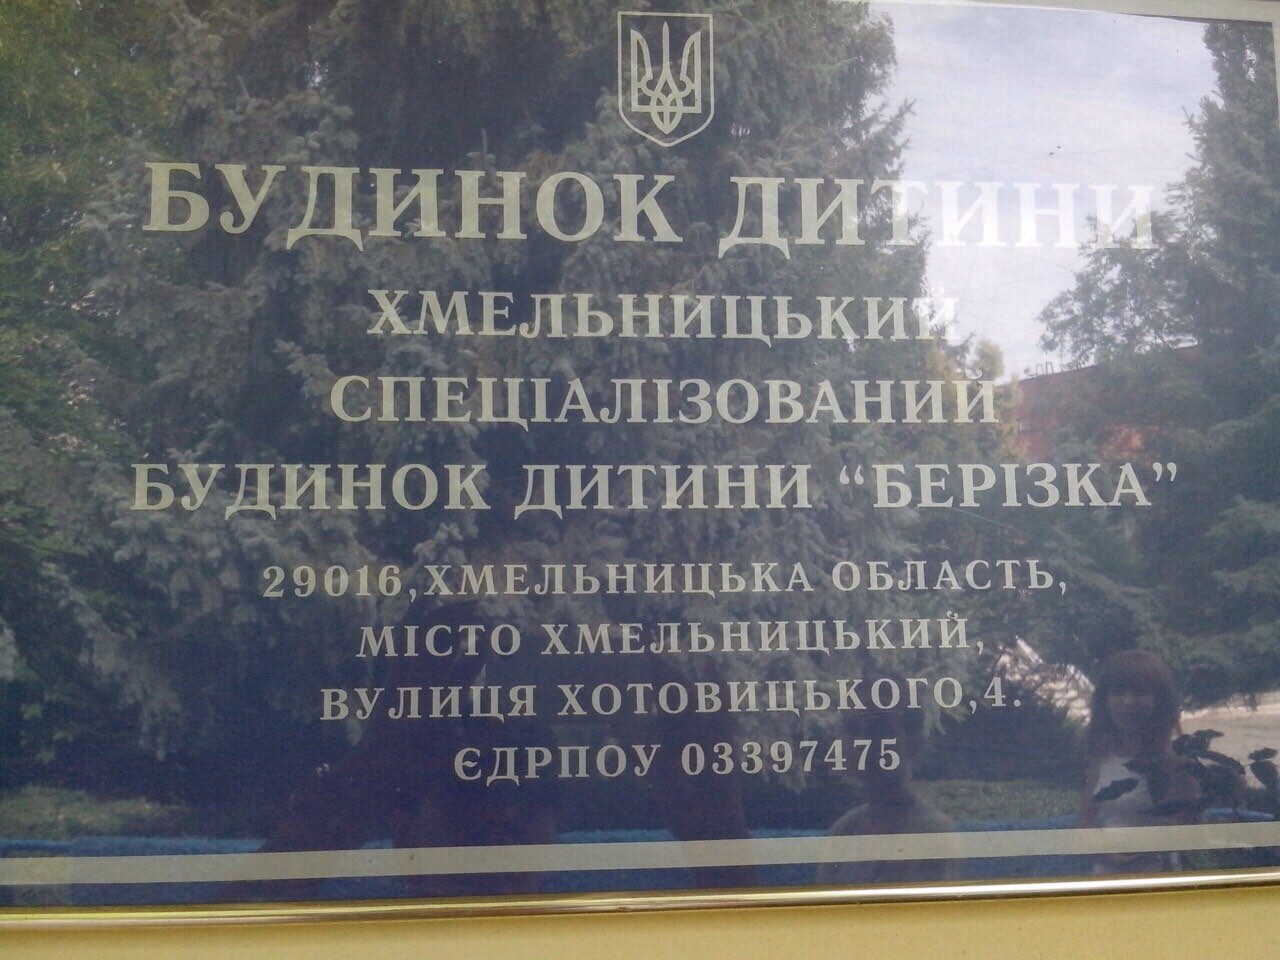 БУДИНОК ДИТИНИ
ХМЕЛЬНИЦЬКИЙ
СПЕЦІАЛІЗОВАНИЙ
БУДИНОК ДИТИНИ “БЕРІЗКА”
29016,ХМЕЛЬНИЦЬКА ОБЛАСТЬ,
МІСТО ХМЕЛЬНИЦЬКИЙ,
ВУЛИЦЯ ХОТОВИЦЬКОГО,4.
ЄДРПОУ 03397475